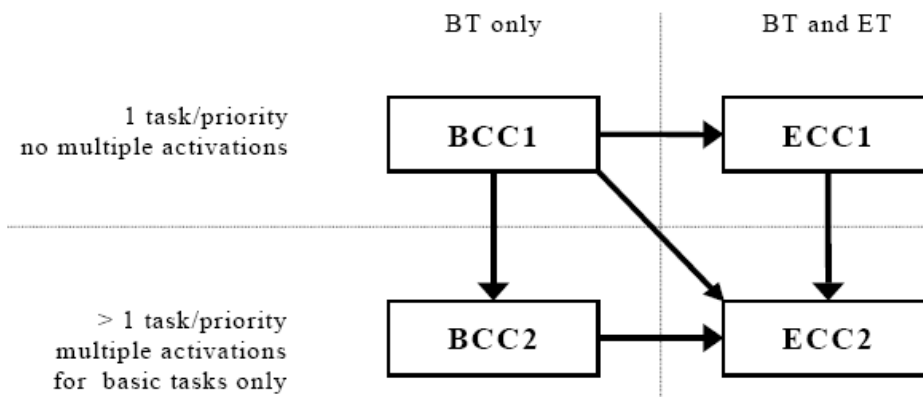 BT only
BT and ET
1 task/priority
no multiple activations
BCC1
ECC1
> 1 task/priority
multiple activations
for basic tasks only
BCC2
ECC2